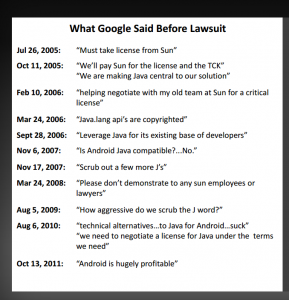 What Google Said Before Lawsuit
Jul 26, 2005: “Must take license from Sun”
Oct 11, 2005: “We’ll pay Sun for the license and the TCK”
“We are making Java central to our solution”
Feb 10, 2006: “helping negotiate with my old team at Sun for a critical
license”
Mar 24, 2006: “Java.lang api’s are copyrighted”
Sept 28, 2006: “Leverage Java for its existing base of developers”
Nov 6, 2007: “Is Android Java compatible?...No.”
Nov 17, 2007: “Scrub out a few more J’s”
Mar 24, 2008: “Please don’t demonstrate to any sun employees or
lawyers”
Aug 5, 2009: “How aggressive do we scrub the J word?”
Aug 6, 2010: “technical alternatives...to Java for Android...suck”
“we need to negotiate a license for Java under the terms
we need”
Oct 13, 2011: “Android is hugely profitable”